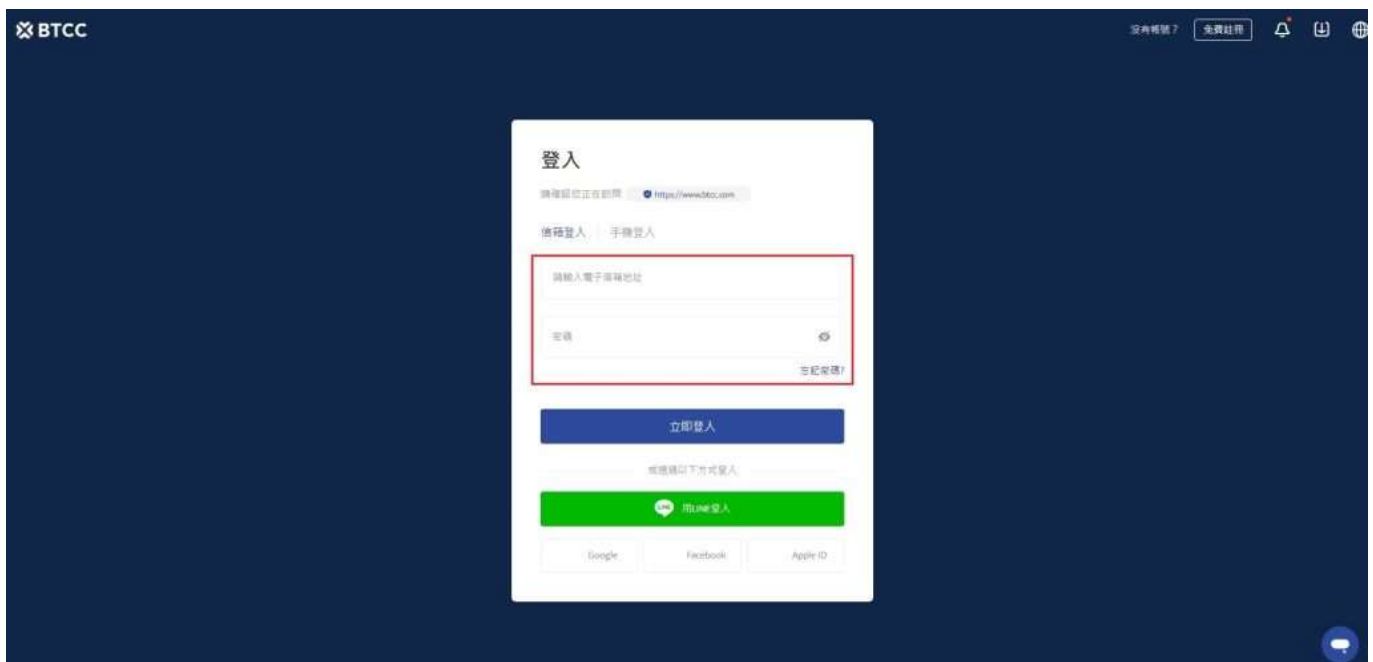 BTCC
沒有帳號？ 免費註冊
登入
請確認您正在訪問 https://www.btcc.com
信箱登入 手機登入
請輸入電子信箱地址
密碼
忘記密碼?
立即登入
或透過以下方式登入
LINE 用LINE登入
Google Facebook Apple ID